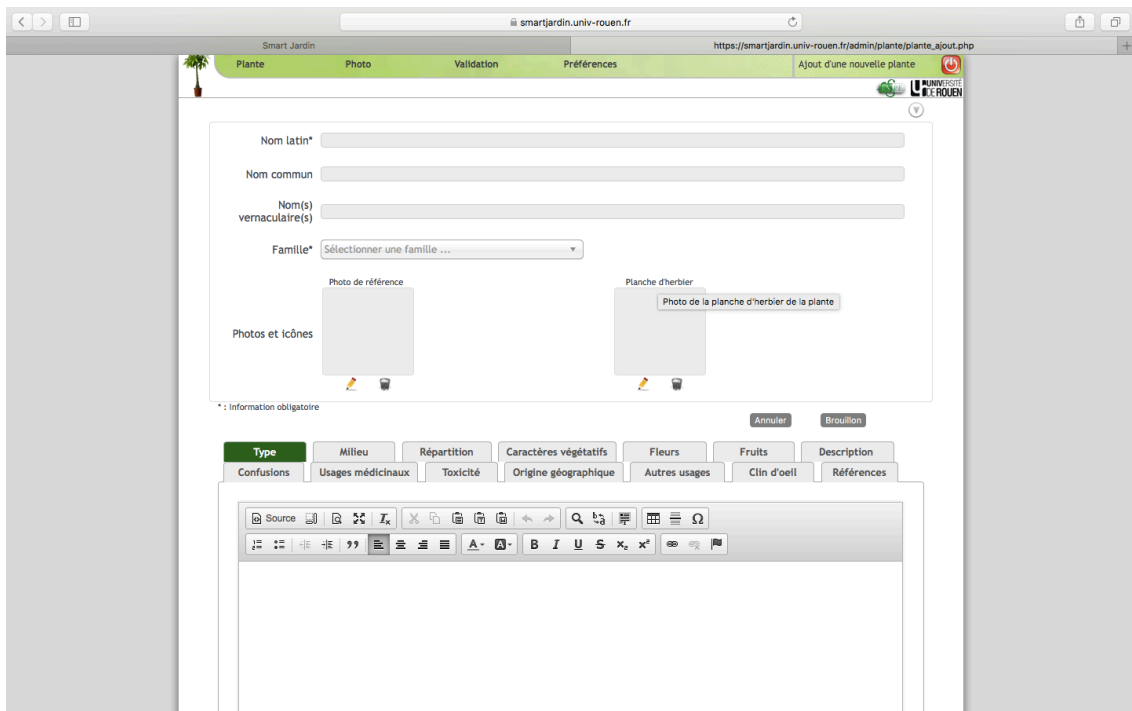 smartjardin.univ-rouen.fr
Smart Jardin
https://smartjardin.univ-rouen.fr/admin/plante/plante_ajout.php
Plante Photo Validation Préférences Ajout d'une nouvelle plante
UNIVERSITÉ
DE ROUEN
Nom latin*
Nom commun
Nom(s)
vernaculaire(s)
Famille* Sélectionner une famille ...
Photo de référence Planche d'herbier
Photo de la planche d'herbier de la plante
Photos et icônes
* : Information obligatoire
Annuler Brouillon
Type Milieu Répartition Caractères végétatifs Fleurs Fruits Description
Confusions Usages médicinaux Toxicité Origine géographique Autres usages Clin d'oeil Références
Source
B I U S x₂ x²